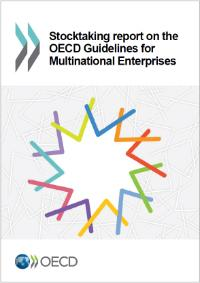 Stocktaking report on the
OECD Guidelines for
Multinational Enterprises
OECD